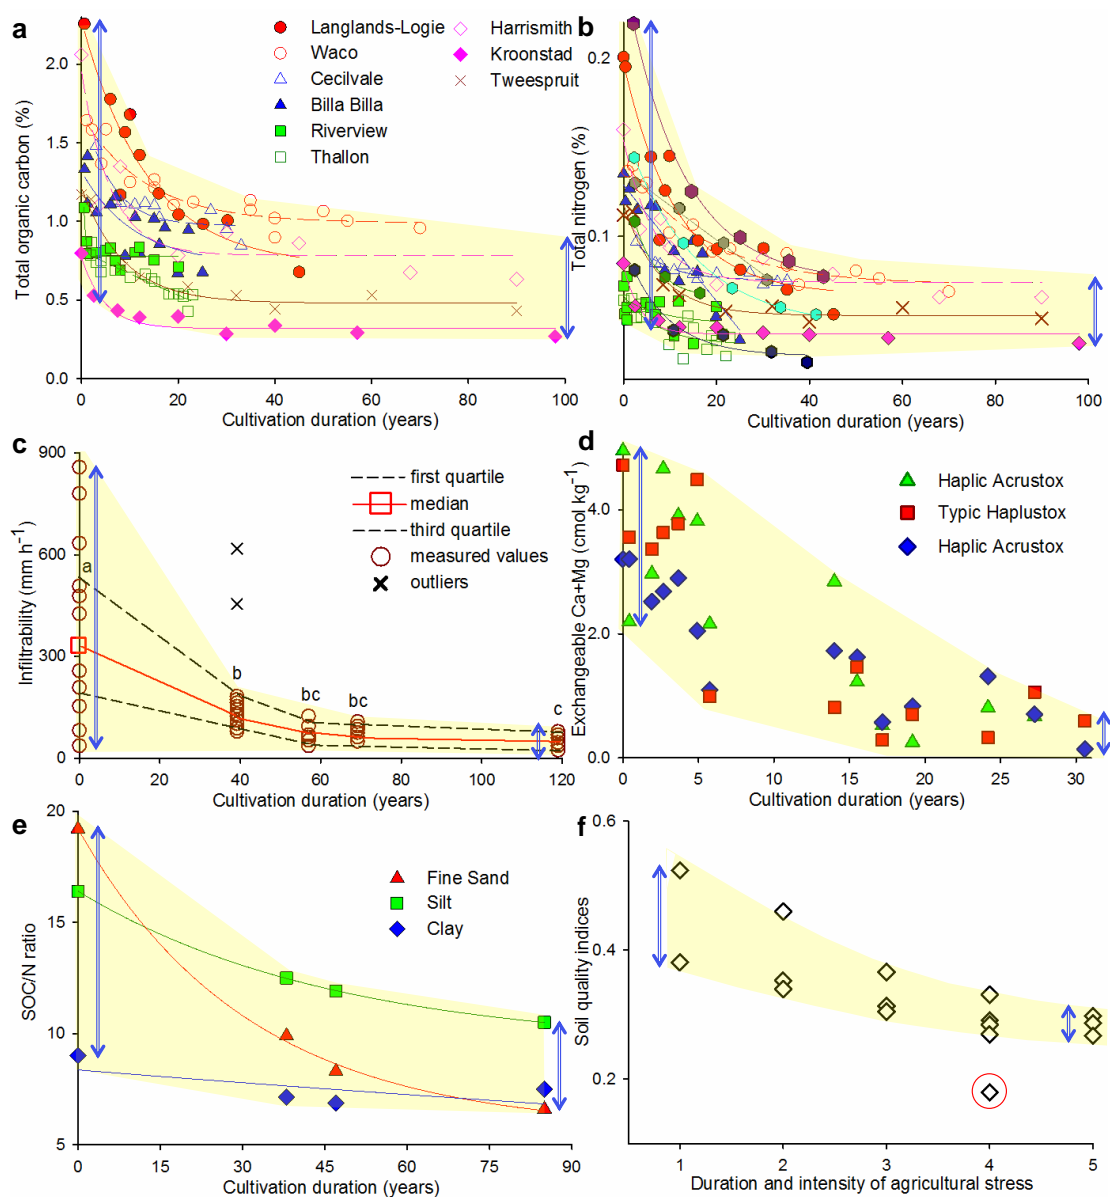 a
Langlands-Logie
Waco
Cecilvale
Billa Billa
Riverview
Thallon
Harrismith
Kroonstad
Tweespruit
Total organic carbon (%)
2.0
1.5
1.0
0.5
0.0
0 20 40 60 80 100
Cultivation duration (years)
b
Total nitrogen (%)
0.2
0.1
0 20 40 60 80 100
Cultivation duration (years)
c
Infiltrability (mm h-1)
900
600
300
0
first quartile
median
third quartile
measured values
outliers
a
b
bc
bc
c
0 20 40 60 80 100 120
Cultivation duration (years)
d
Exchangeable Ca+Mg (cmol kg-1)
4.0
2.0
0.0
Haplic Acrustox
Typic Haplustox
Haplic Acrustox
0 5 10 15 20 25 30
Cultivation duration (years)
e
SOC/N ratio
20
15
10
5
Fine Sand
Silt
Clay
0 15 30 45 60 75 90
Cultivation duration (years)
f
Soil quality indices
0.6
0.4
0.2
1 2 3 4 5
Duration and intensity of agricultural stress